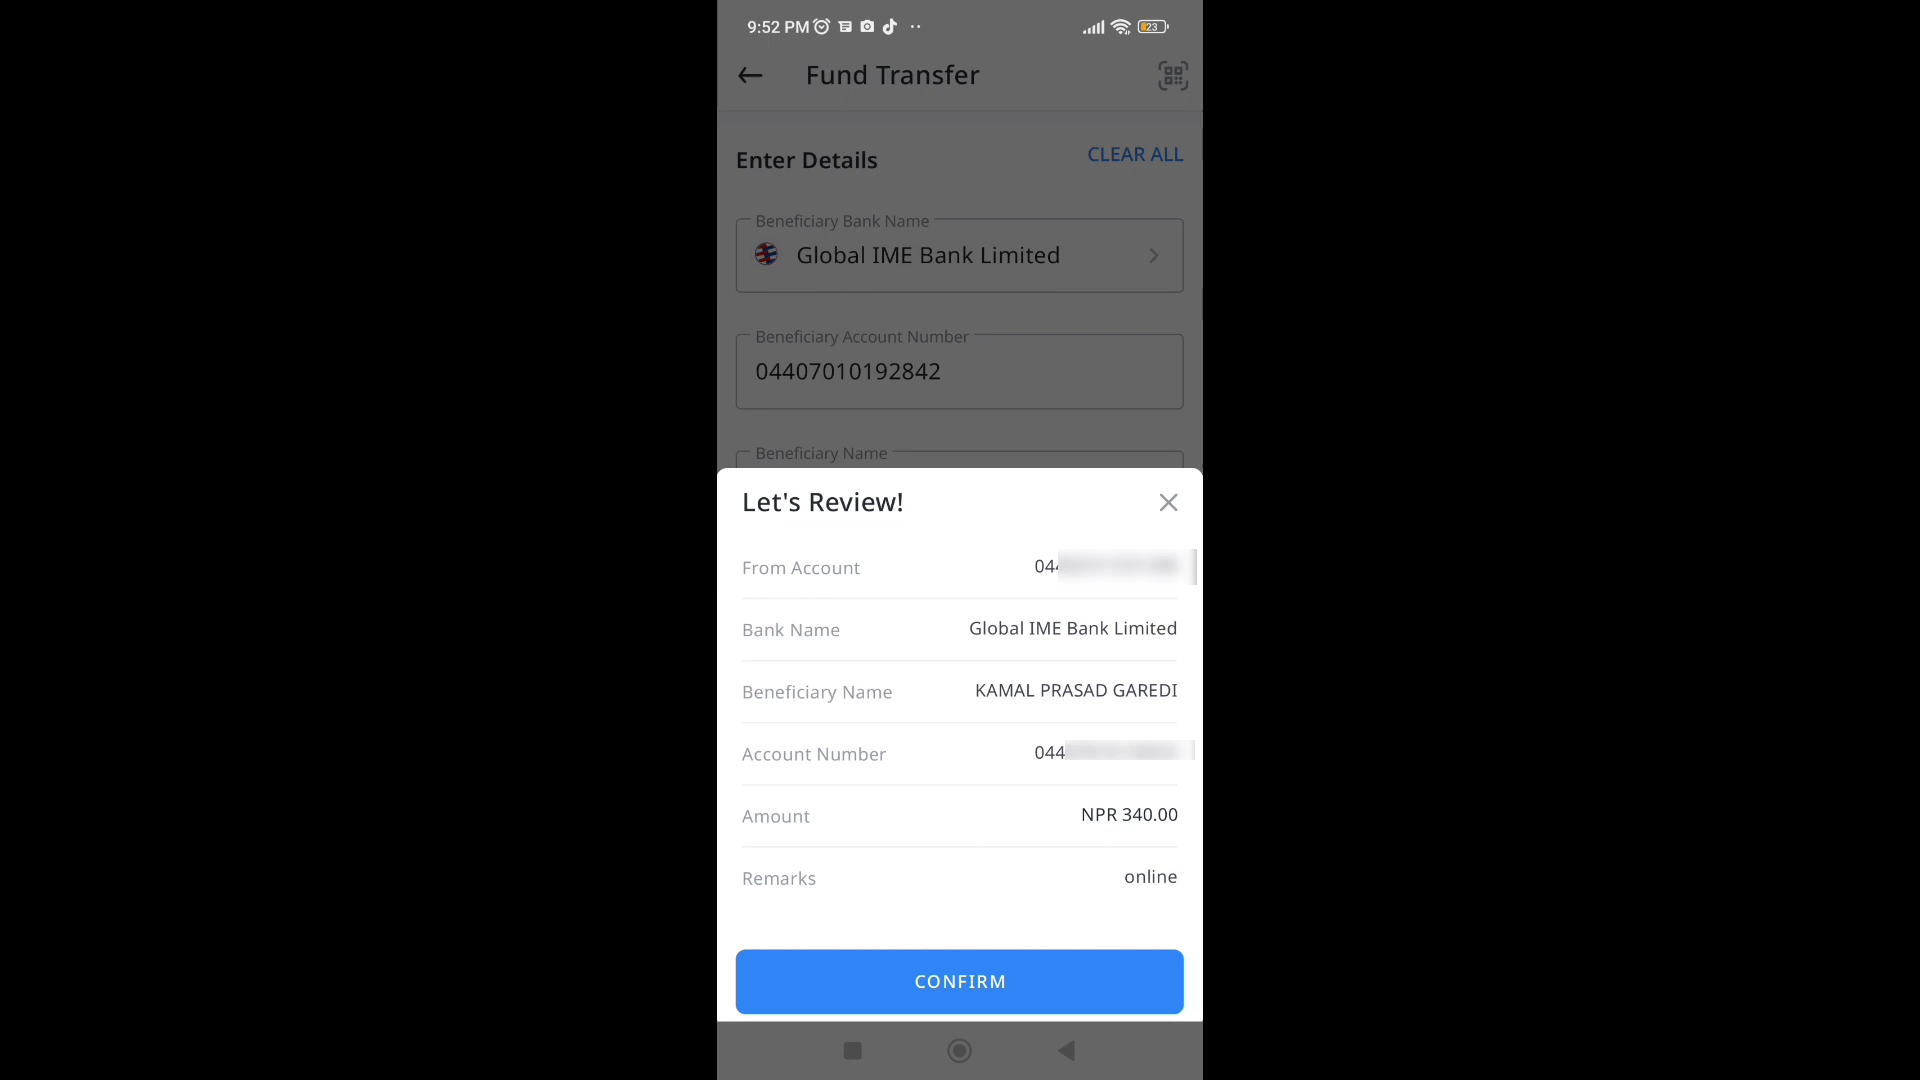 9:52 PM
23
Fund Transfer
Enter Details
CLEAR ALL
Beneficiary Bank Name
Global IME Bank Limited
Beneficiary Account Number
04407010192842
Beneficiary Name
Let's Review!
From Account 044
Bank Name Global IME Bank Limited
Beneficiary Name KAMAL PRASAD GAREDI
Account Number 044
Amount NPR 340.00
Remarks online
CONFIRM